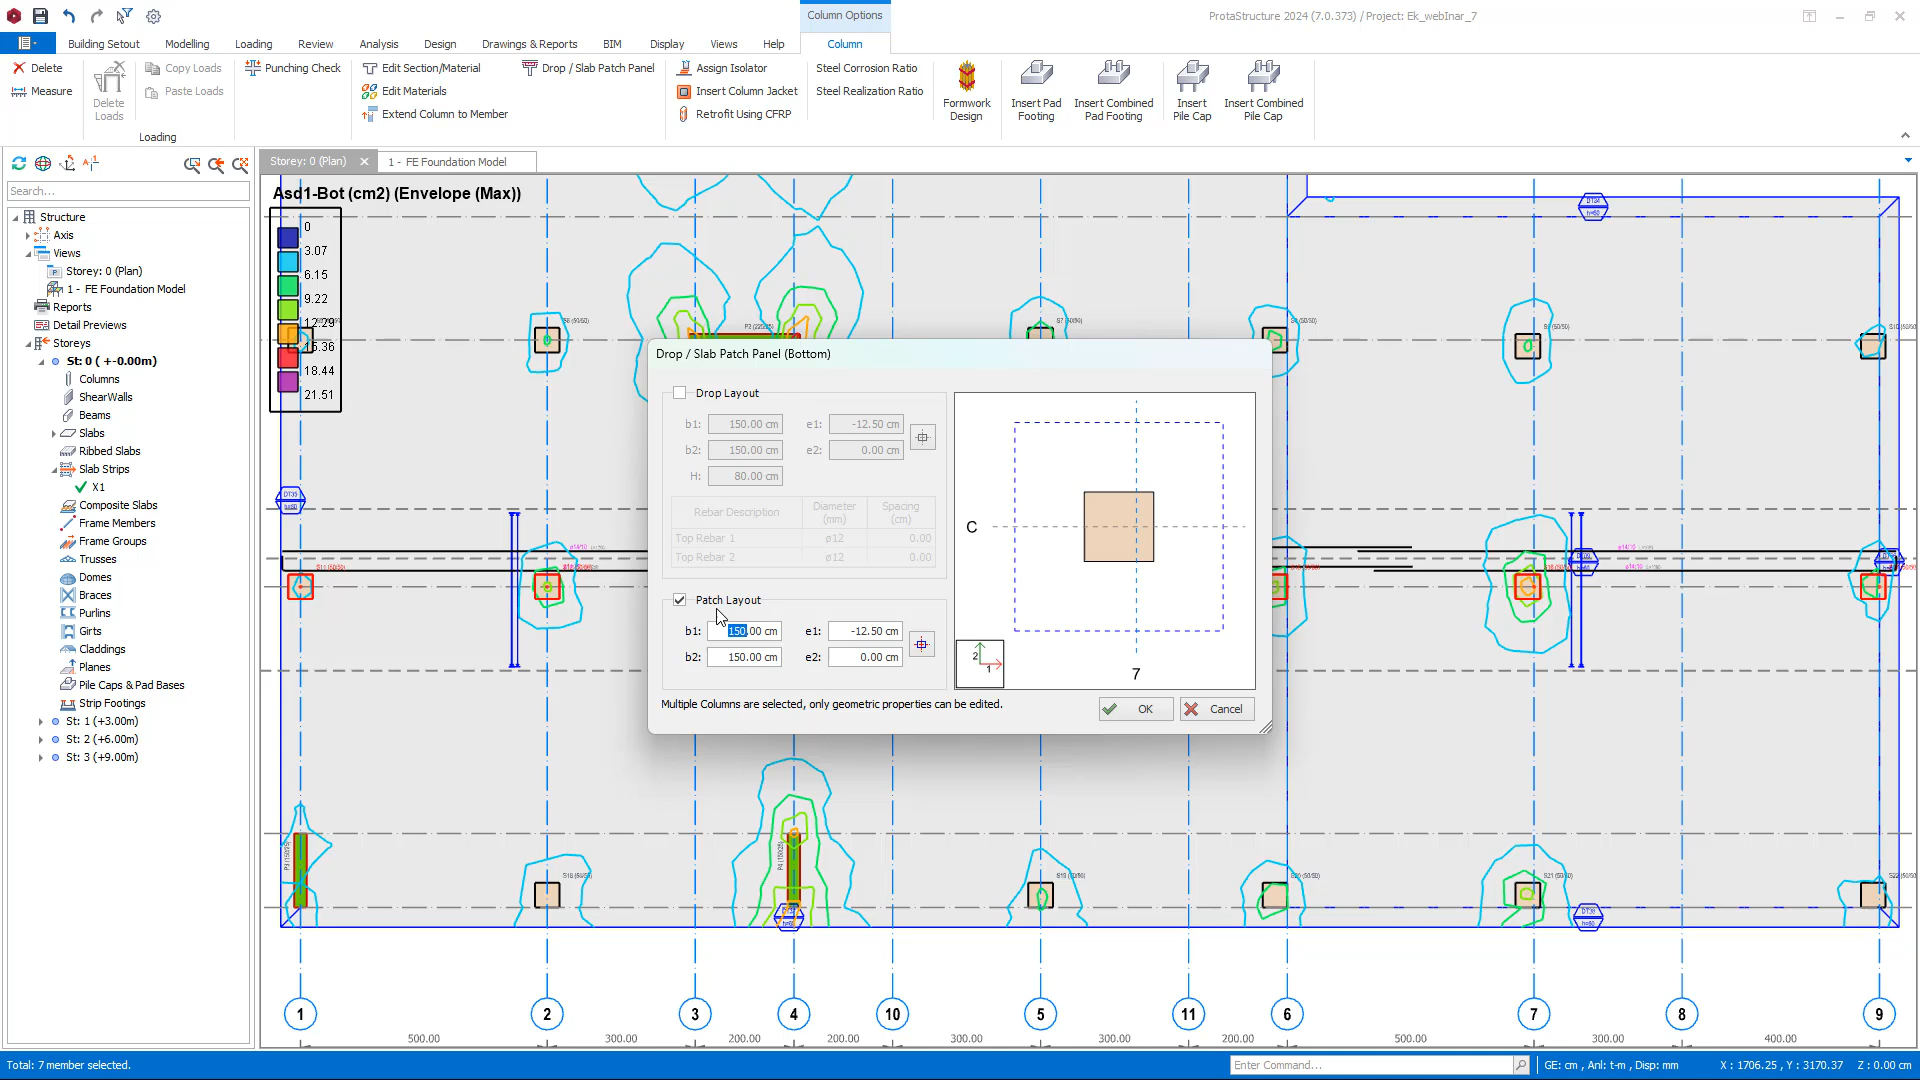 Column Options
ProtaStructure 2024 (7.0.373) / Project: Ek_webInar_7
Building Setout
Modelling
Loading
Review
Analysis
Design
Drawings & Reports
BIM
Display
Views
Help
Column
Delete
Measure
Delete Loads
Copy Loads
Paste Loads
Loading
Punching Check
Edit Section/Material
Edit Materials
Extend Column to Member
Drop / Slab Patch Panel
Assign Isolator
Insert Column Jacket
Retrofit Using CFRP
Steel Corrosion Ratio
Steel Realization Ratio
Formwork Design
Insert Pad Footing
Insert Combined Pad Footing
Insert Pile Cap
Insert Combined Pile Cap
Storey: 0 (Plan)
1 - FE Foundation Model
Search...
Structure
Axis
Views
Storey: 0 (Plan)
1 - FE Foundation Model
Reports
Detail Previews
Storeys
St: 0 ( +-0.00m)
Columns
ShearWalls
Beams
Slabs
Ribbed Slabs
Slab Strips
X1
Composite Slabs
Frame Members
Frame Groups
Trusses
Domes
Braces
Purlins
Girts
Claddings
Planes
Pile Caps & Pad Bases
Strip Footings
St: 1 (+3.00m)
St: 2 (+6.00m)
St: 3 (+9.00m)
Asd1-Bot (cm2) (Envelope (Max))
0
3.07
6.15
9.22
12.29
15.36
18.44
21.51
Drop / Slab Patch Panel (Bottom)
Drop Layout
b1: 150.00 cm e1: -12.50 cm
b2: 150.00 cm e2: 0.00 cm
H: 80.00 cm
Rebar Description Diameter (mm) Spacing (cm)
Top Rebar 1 ø12 0.00
Top Rebar 2 ø12 0.00
Patch Layout
b1: 150.00 cm e1: -12.50 cm
b2: 150.00 cm e2: 0.00 cm
C
7
2
1
Multiple Columns are selected, only geometric properties can be edited.
OK
Cancel
1 2 3 4 10 5 11 6 7 8 9
500.00 300.00 200.00 200.00 300.00 300.00 200.00 500.00 300.00 400.00
Total: 7 member selected.
Enter Command...
GE: cm , Anl: t-m , Disp: mm
X : 1706.25 , Y : 3170.37
Z : 0.00 cm